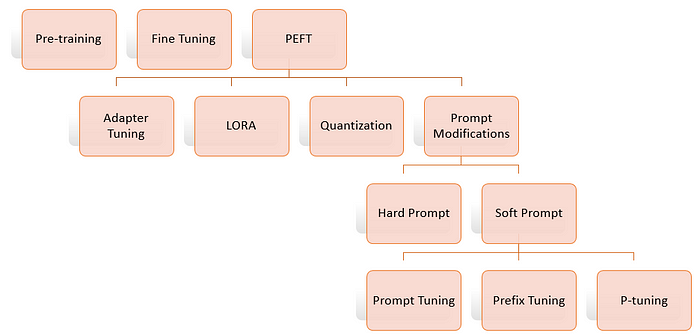 Pre-training
Fine Tuning
PEFT
Adapter
Tuning
LORA
Quantization
Prompt
Modifications
Hard Prompt
Soft Prompt
Prompt Tuning
Prefix Tuning
P-tuning